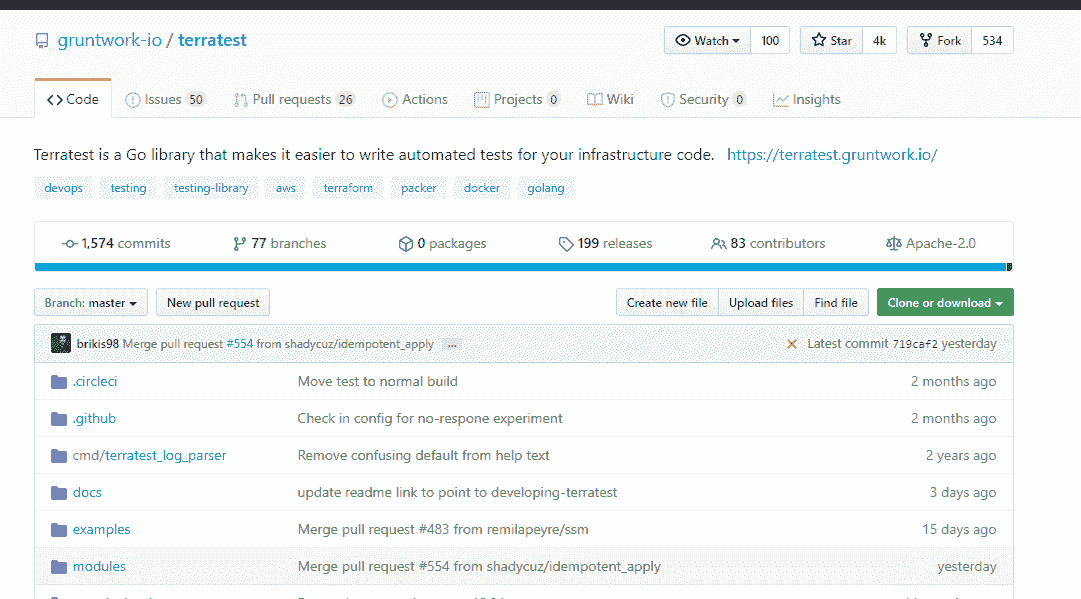 gruntwork-io / terratest
Watch 100 Star 4k Fork 534
Code Issues 50 Pull requests 26 Actions Projects 0 Wiki Security 0 Insights
Terratest is a Go library that makes it easier to write automated tests for your infrastructure code. https://terratest.gruntwork.io/
devops testing testing-library aws terraform packer docker golang
1,574 commits 77 branches 0 packages 199 releases 83 contributors Apache-2.0
Branch: master New pull request Create new file Upload files Find file Clone or download
brikis98 Merge pull request #554 from shadycuz/idempotent_apply ... Latest commit 719caf2 yesterday
.circleci Move test to normal build 2 months ago
.github Check in config for no-respone experiment 2 months ago
cmd/terratest_log_parser Remove confusing default from help text 2 years ago
docs update readme link to point to developing-terratest 3 days ago
examples Merge pull request #483 from remilapeyre/ssm 15 days ago
modules Merge pull request #554 from shadycuz/idempotent_apply yesterday